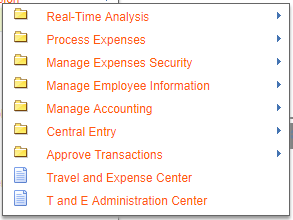 Real-Time Analysis
Process Expenses
Manage Expenses Security
Manage Employee Information
Manage Accounting
Central Entry
Approve Transactions
Travel and Expense Center
T and E Administration Center